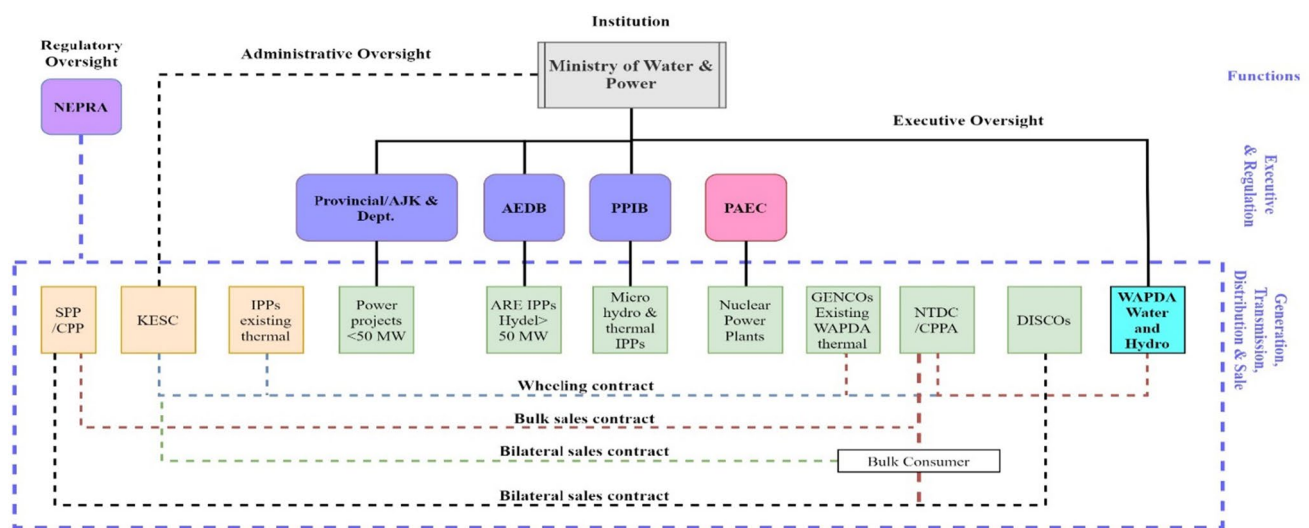 Institution
Regulatory
Oversight
Administrative Oversight
Ministry of Water &
Power
Functions
NEPRA
Executive Oversight
Executive
& Regulation
Provincial/AJK &
Dept.
AEDB
PPIB
PAEC
SPP
/CPP
KESC
IPPs
existing
thermal
Power
projects
<50 MW
ARE IPPs
Hydel>
50 MW
Micro
hydro &
thermal
IPPs
Nuclear
Power
Plants
GENCOs
Existing
WAPDA
thermal
NTDC
/CPPA
DISCOs
WAPDA
Water
and
Hydro
Generation,
Transmission,
Distribution & Sale
Wheeling contract
Bulk sales contract
Bilateral sales contract
Bulk Consumer
Bilateral sales contract